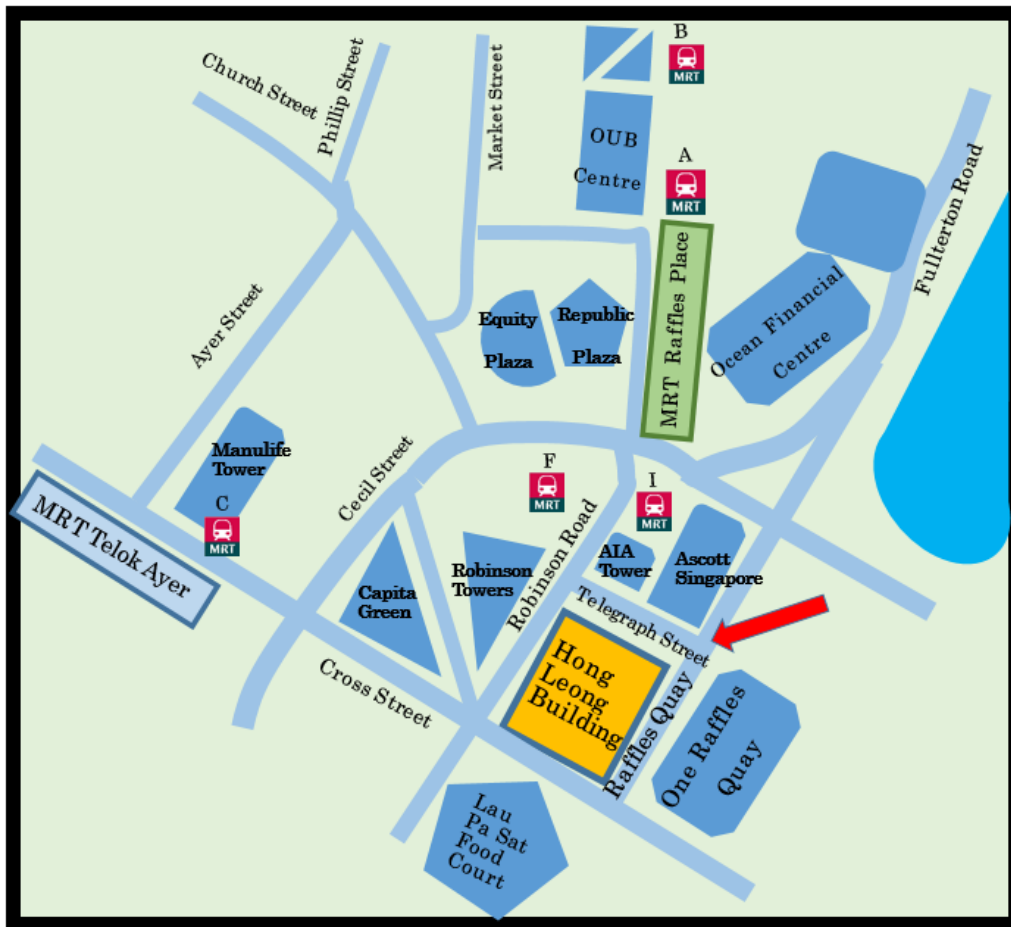 B
MRT
Church Street
Phillip Street
Market Street
OUB
Centre
A
MRT
MRT Raffles Place
Fullterton Road
Ayer Street
Equity
Plaza
Republic
Plaza
Ocean Financial
Centre
Manulife
Tower
C
MRT
MRT Telok Ayer
Cecil Street
F
MRT
I
MRT
Robinson Road
AIA
Tower
Ascott
Singapore
Capita
Green
Robinson
Towers
Telegraph Street
Hong
Leong
Building
Cross Street
Raffles Quay
One Raffles
Quay
Lau
Pa Sat
Food
Court